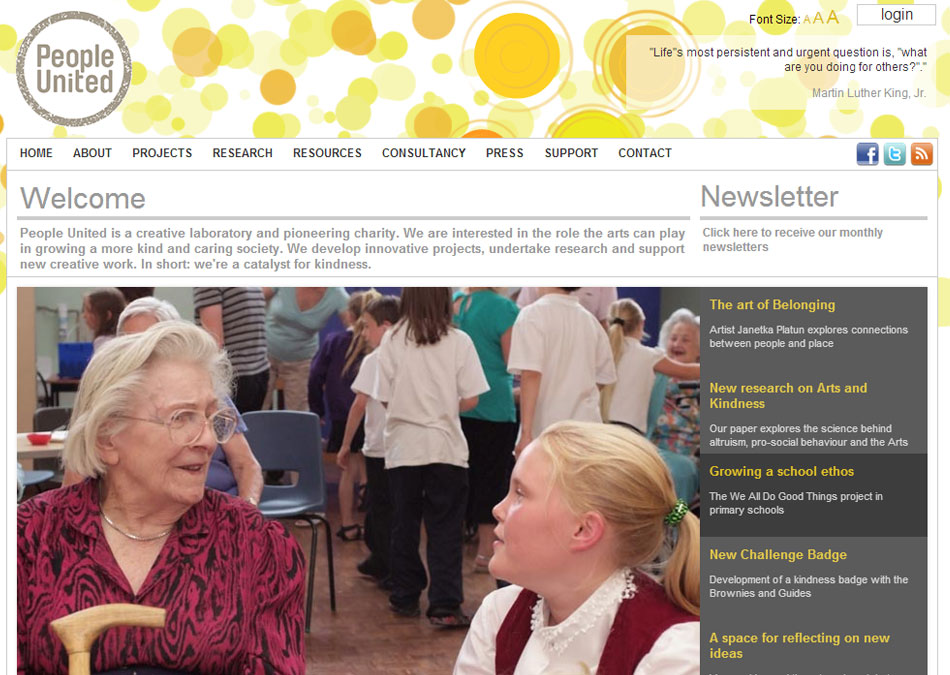 People
United
Font Size: A A A
login
"Life"s most persistent and urgent question is, "what
are you doing for others?"."
Martin Luther King, Jr.
HOME ABOUT PROJECTS RESEARCH RESOURCES CONSULTANCY PRESS SUPPORT CONTACT
Welcome
People United is a creative laboratory and pioneering charity. We are interested in the role the arts can play
in growing a more kind and caring society. We develop innovative projects, undertake research and support
new creative work. In short: we're a catalyst for kindness.
Newsletter
Click here to receive our monthly
newsletters
The art of Belonging
Artist Janetka Platun explores connections
between people and place
New research on Arts and
Kindness
Our paper explores the science behind
altruism, pro-social behaviour and the Arts
Growing a school ethos
The We All Do Good Things project in
primary schools
New Challenge Badge
Development of a kindness badge with the
Brownies and Guides
A space for reflecting on new
ideas